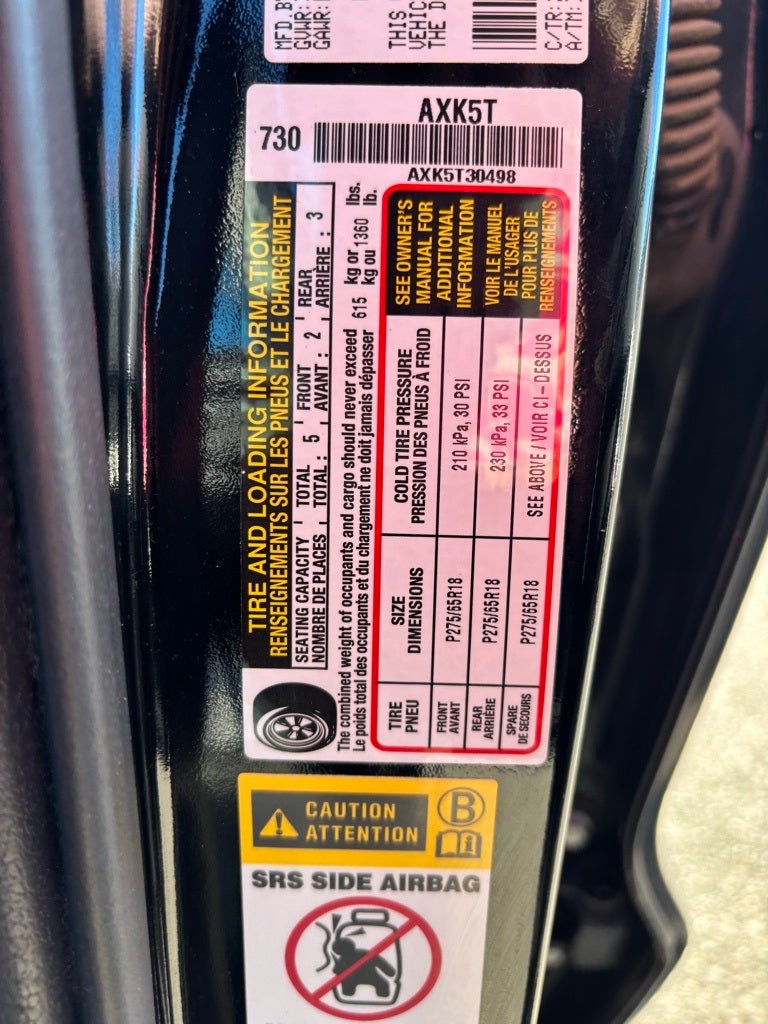 MFD.BY
GVWR:
GAWR:
THIS
VEHIC
THE D
C/TR:
A/TM:
AXK5T
730
AXK5T30498
TIRE AND LOADING INFORMATION
RENSEIGNEMENTS SUR LES PNEUS ET LE CHARGEMENT
SEATING CAPACITY TOTAL 5 FRONT 2 REAR 3
NOMBRE DE PLACES TOTAL : AVANT : ARRIÈRE :
The combined weight of occupants and cargo should never exceed 615 kg or 1360 lbs.
Le poids total des occupants et du chargement ne doit jamais dépasser kg ou lb.
TIRE SIZE COLD TIRE PRESSURE
PNEU DIMENSIONS PRESSION DES PNEUS À FROID
FRONT P275/65R18 210 kPa, 30 PSI
AVANT
REAR P275/65R18 230 kPa, 33 PSI
ARRIÈRE
SPARE P275/65R18 SEE ABOVE / VOIR CI-DESSUS
DE SECOURS
SEE OWNER'S
MANUAL FOR
ADDITIONAL
INFORMATION
VOIR LE MANUEL
DE L'USAGER
POUR PLUS DE
RENSEIGNEMENTS
CAUTION
ATTENTION
B
SRS SIDE AIRBAG